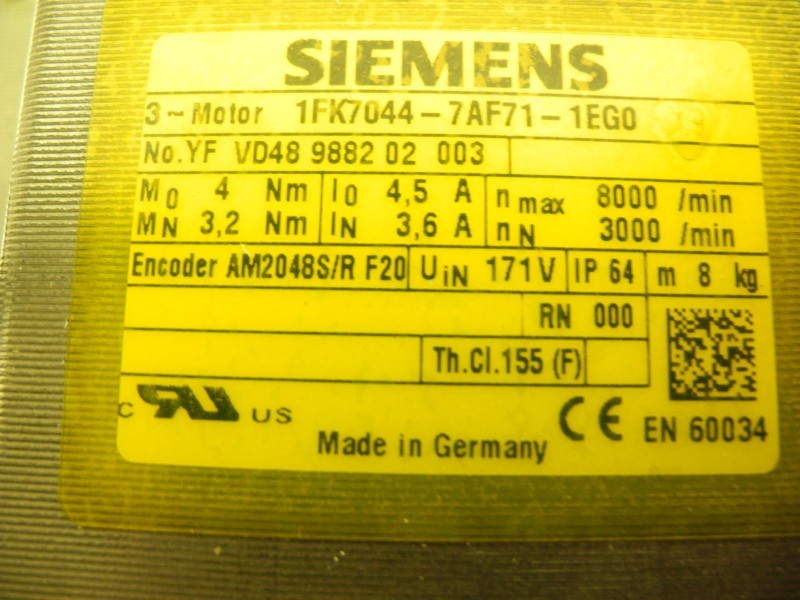 SIEMENS
3~Motor 1FK7044-7AF71-1EG0
No.YF VD48 9882 02 003
M0 4 Nm I0 4,5 A n max 8000 /min
MN 3,2 Nm IN 3,6 A nN 3000 /min
Encoder AM2048S/R F20 UIN 171V IP 64 m 8 kg
RN 000
Th.Cl.155 (F)
C US
CE EN 60034
Made in Germany